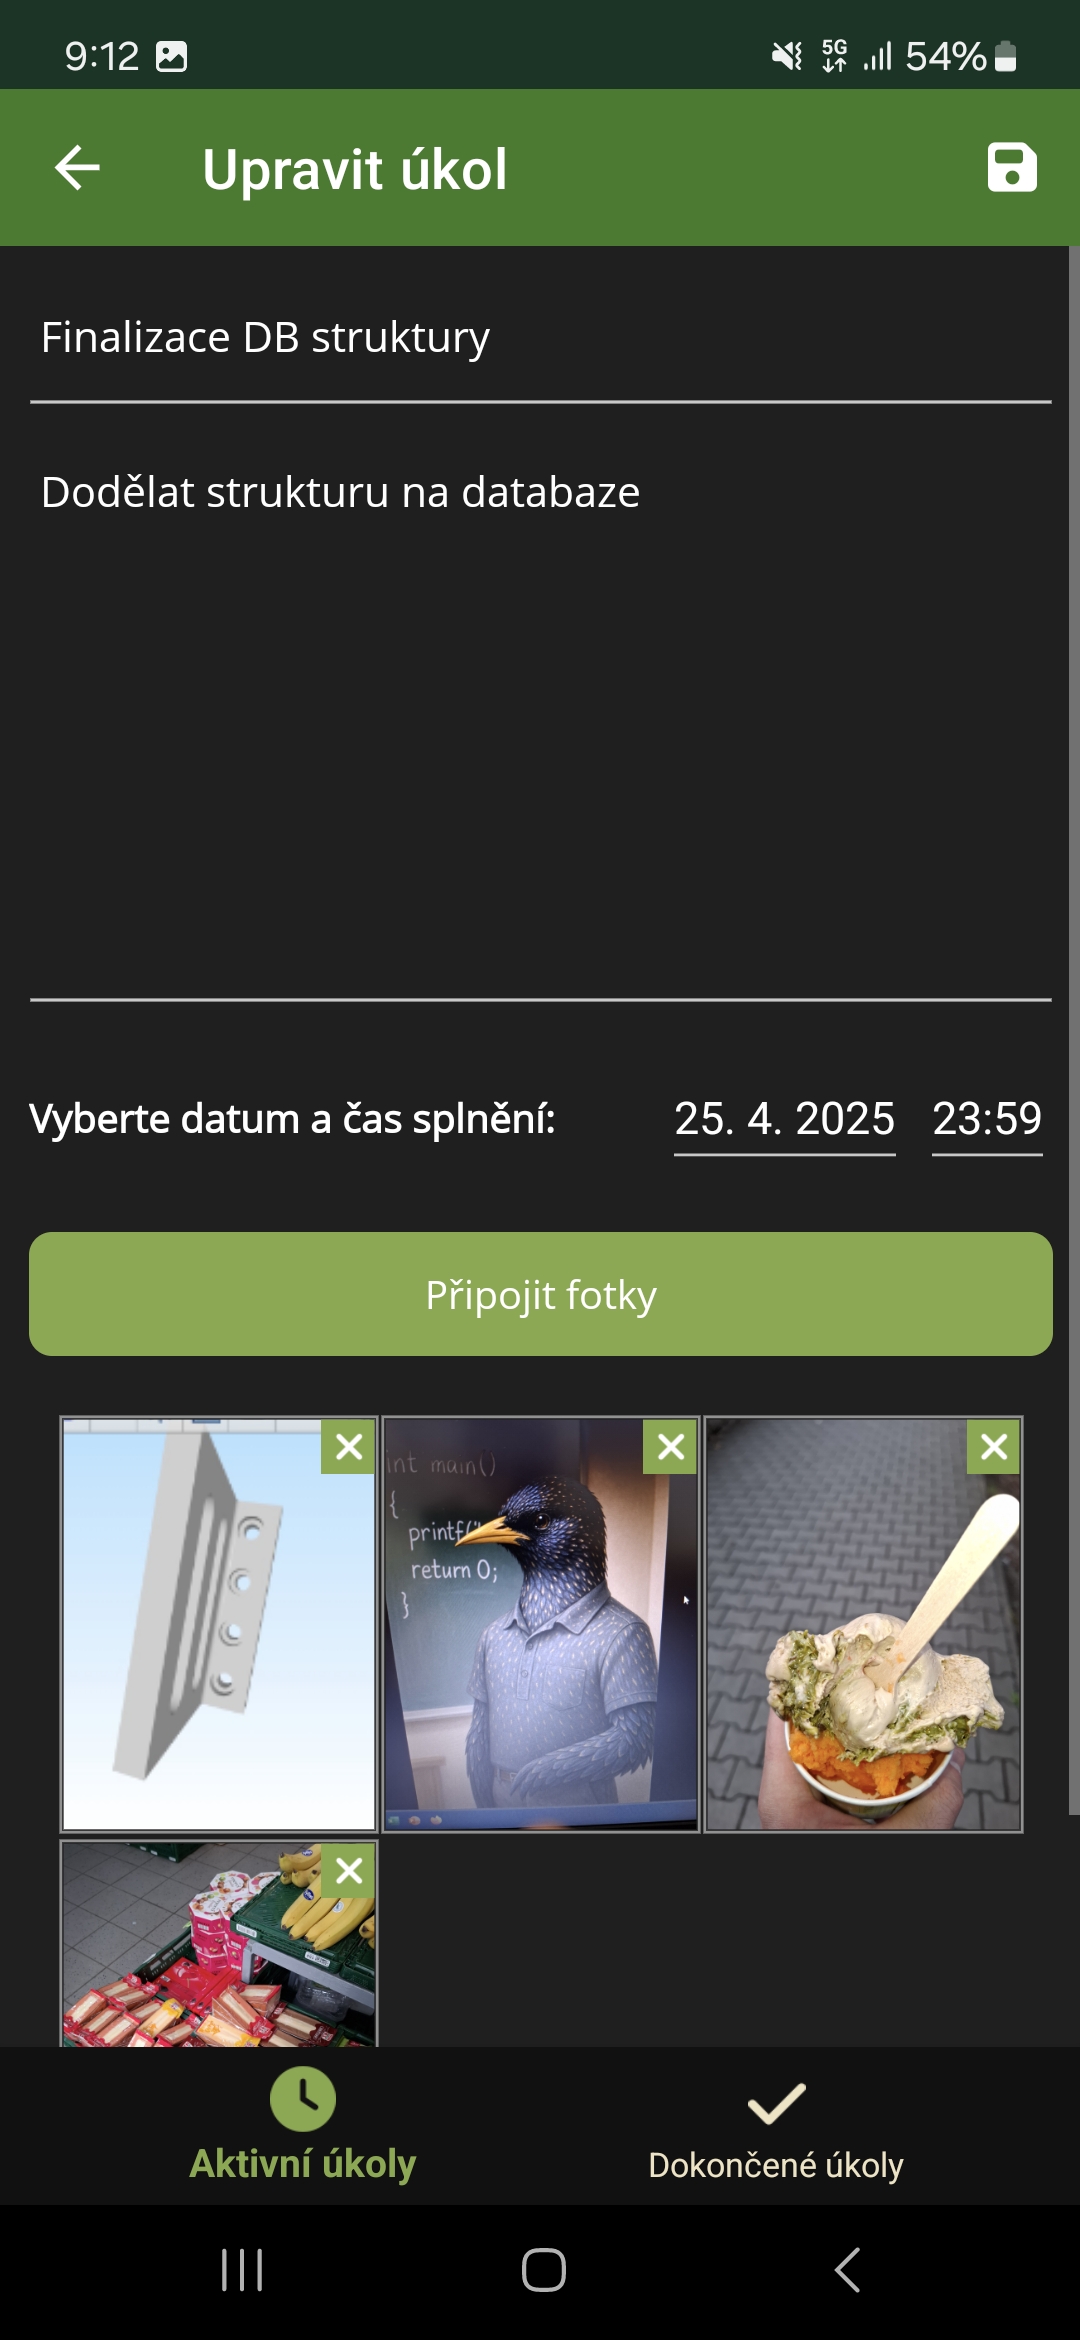 9:12 5G 54%
Upravit úkol
Finalizace DB struktury
Dodělat strukturu na databaze
Vyberte datum a čas splnění: 25. 4. 2025 23:59
Připojit fotky
int main()
{
printf("
return 0;
}
Aktivní úkoly
Dokončené úkoly